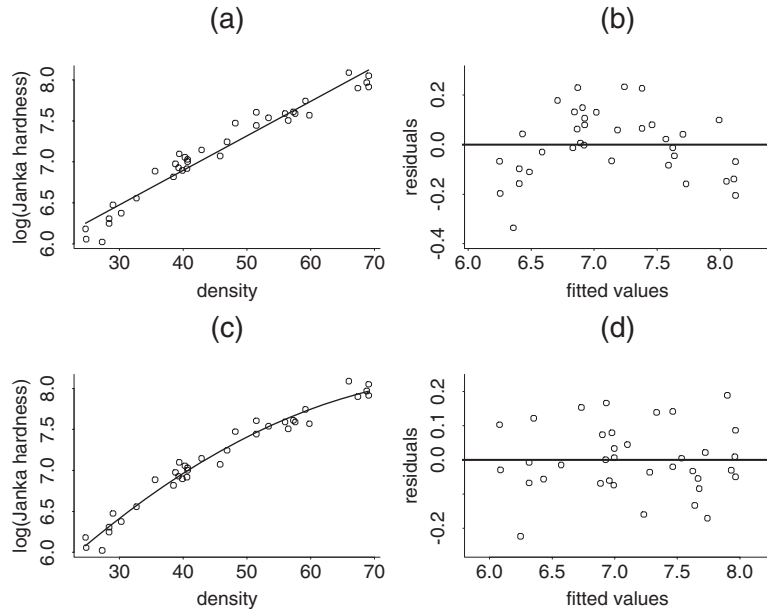 (a)
log(Janka hardness)
6.0 6.5 7.0 7.5 8.0
30 40 50 60 70
density
(b)
residuals
-0.4 -0.2 0.0 0.2
6.0 6.5 7.0 7.5 8.0
fitted values
(c)
log(Janka hardness)
6.0 6.5 7.0 7.5 8.0
30 40 50 60 70
density
(d)
residuals
-0.2 0.0 0.1 0.2
6.0 6.5 7.0 7.5 8.0
fitted values